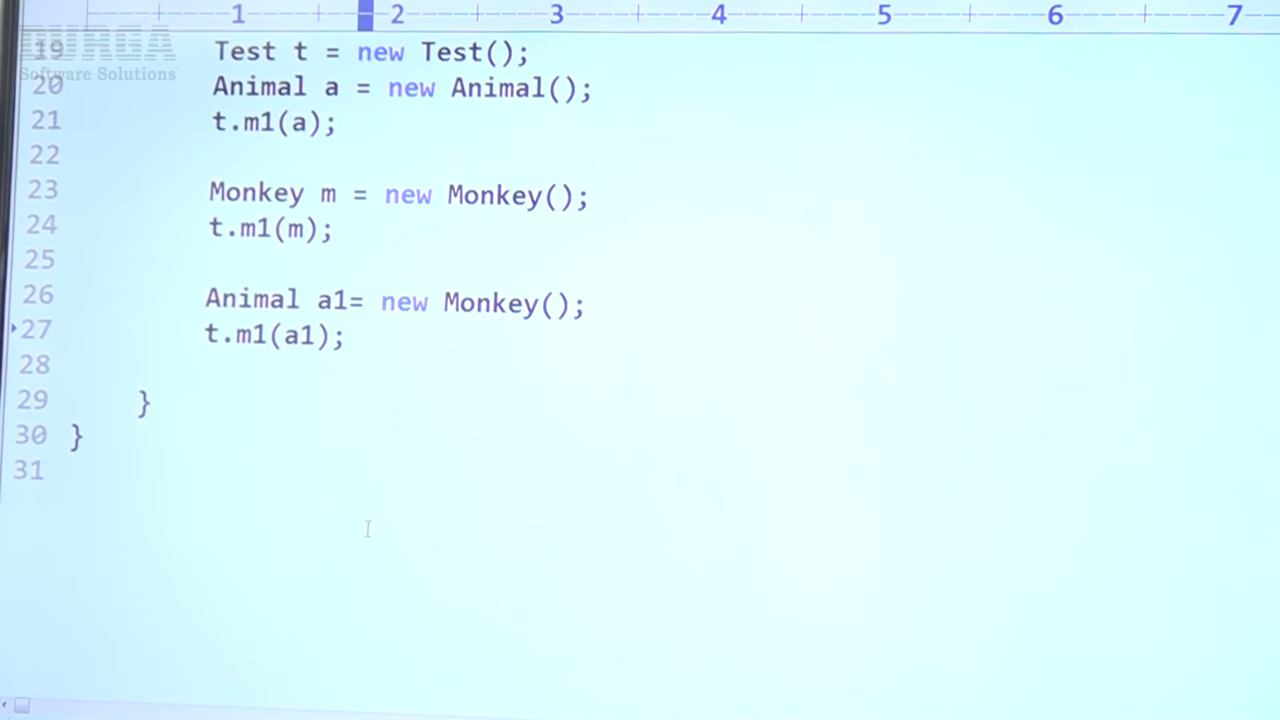 1 2 3 4 5 6 7
DURGA
Software Solutions
19 Test t = new Test();
20 Animal a = new Animal();
21 t.m1(a);
22
23 Monkey m = new Monkey();
24 t.m1(m);
25
26 Animal a1= new Monkey();
27 t.m1(a1);
28
29 }
30 }
31